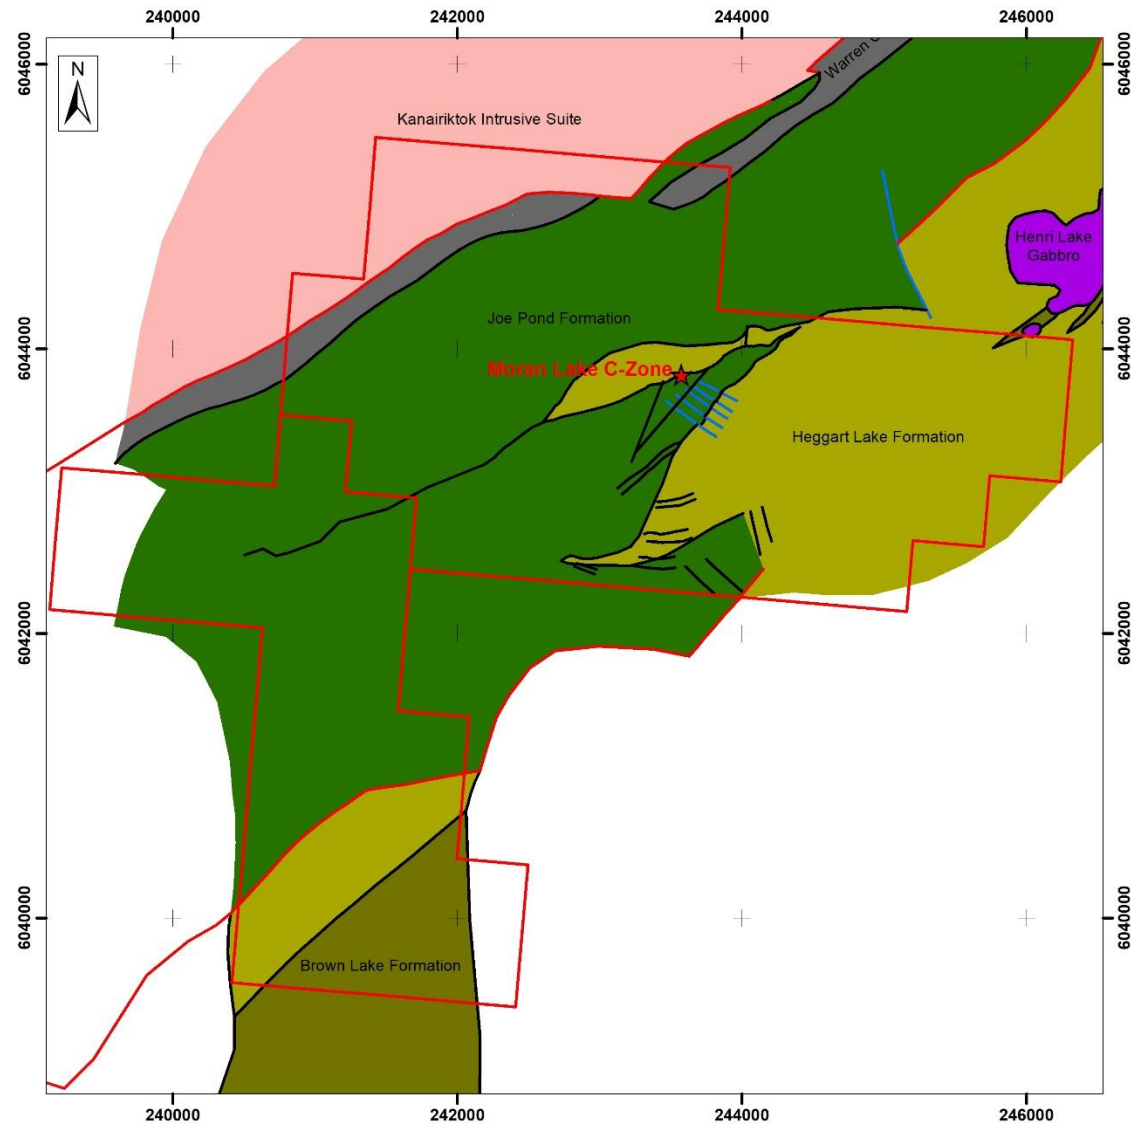 240000 242000 244000 246000
N
6046000 6046000
Warren
Kanairiktok Intrusive Suite
Henri Lake
Gabbro
Joe Pond Formation
6044000 6044000
Moran Lake C-Zone
Heggart Lake Formation
6042000 6042000
6040000 6040000
Brown Lake Formation
240000 242000 244000 246000